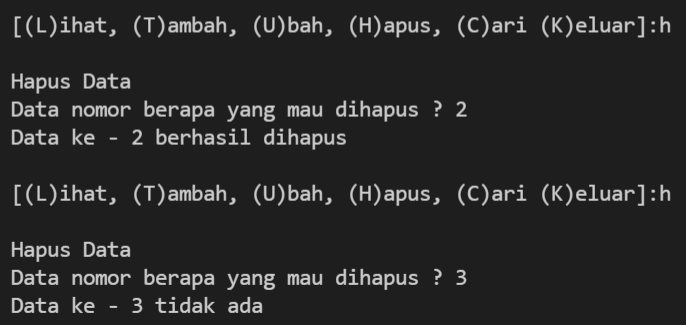 [(L)ihat, (T)ambah, (U)bah, (H)apus, (C)ari (K)eluar]:h
Hapus Data
Data nomor berapa yang mau dihapus ? 2
Data ke - 2 berhasil dihapus
[(L)ihat, (T)ambah, (U)bah, (H)apus, (C)ari (K)eluar]:h
Hapus Data
Data nomor berapa yang mau dihapus ? 3
Data ke - 3 tidak ada